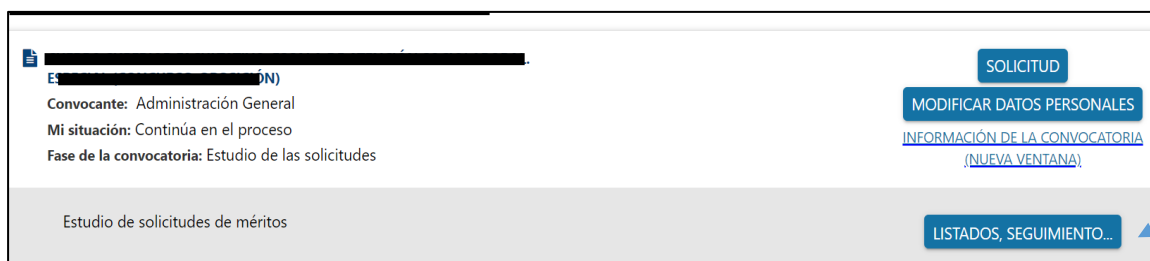 SOLICITUD
MODIFICAR DATOS PERSONALES
Convocante: Administración General
INFORMACIÓN DE LA CONVOCATORIA
Mi situación: Continúa en el proceso
(NUEVA VENTANA)
Fase de la convocatoria: Estudio de las solicitudes
Estudio de solicitudes de méritos
LISTADOS, SEGUIMIENTO...